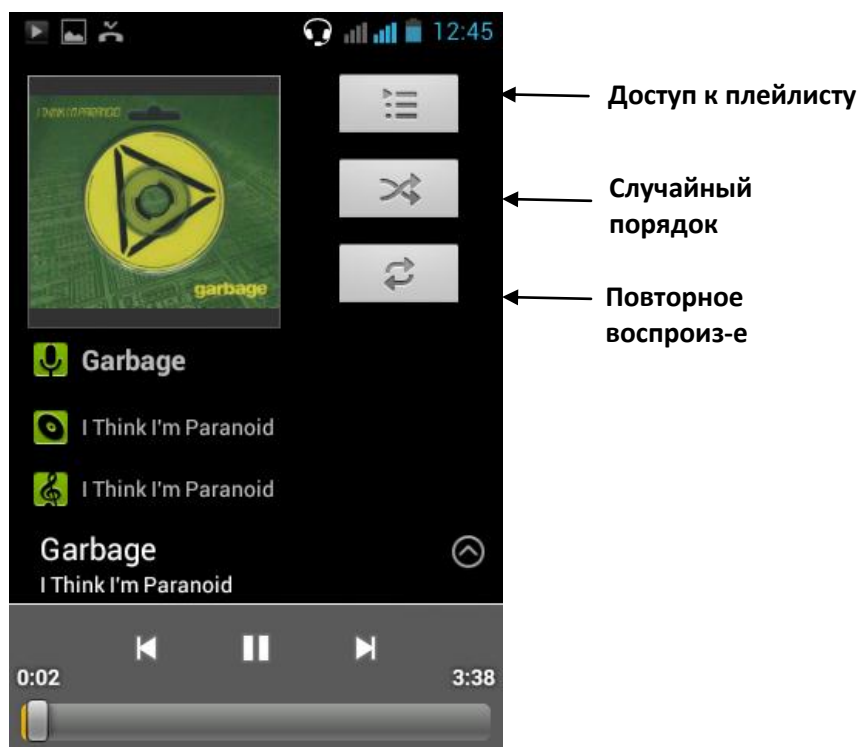 12:45
I THINK I'M PARANOID
garbage
Доступ к плейлисту
Случайный
порядок
Повторное
воспроиз-е
Garbage
I Think I'm Paranoid
I Think I'm Paranoid
Garbage
I Think I'm Paranoid
0:02
3:38